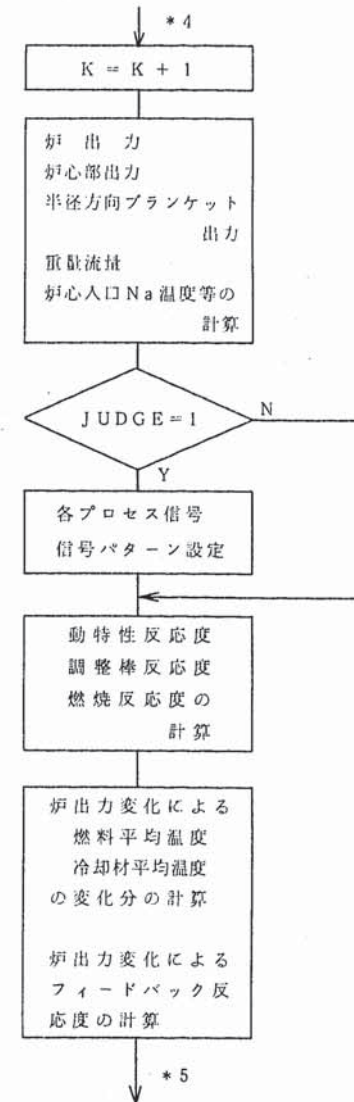 *4
K = K + 1
炉出力
炉心部出力
半径方向ブランケット
出力
重量流量
炉心入口Na温度等の
計算
JUDGE=1
N
Y
各プロセス信号
信号パターン設定
動特性反応度
調整棒反応度
燃焼反応度の
計算
炉出力変化による
燃料平均温度
冷却材平均温度
の変化分の計算
炉出力変化による
フィードバック反
応度の計算
*5